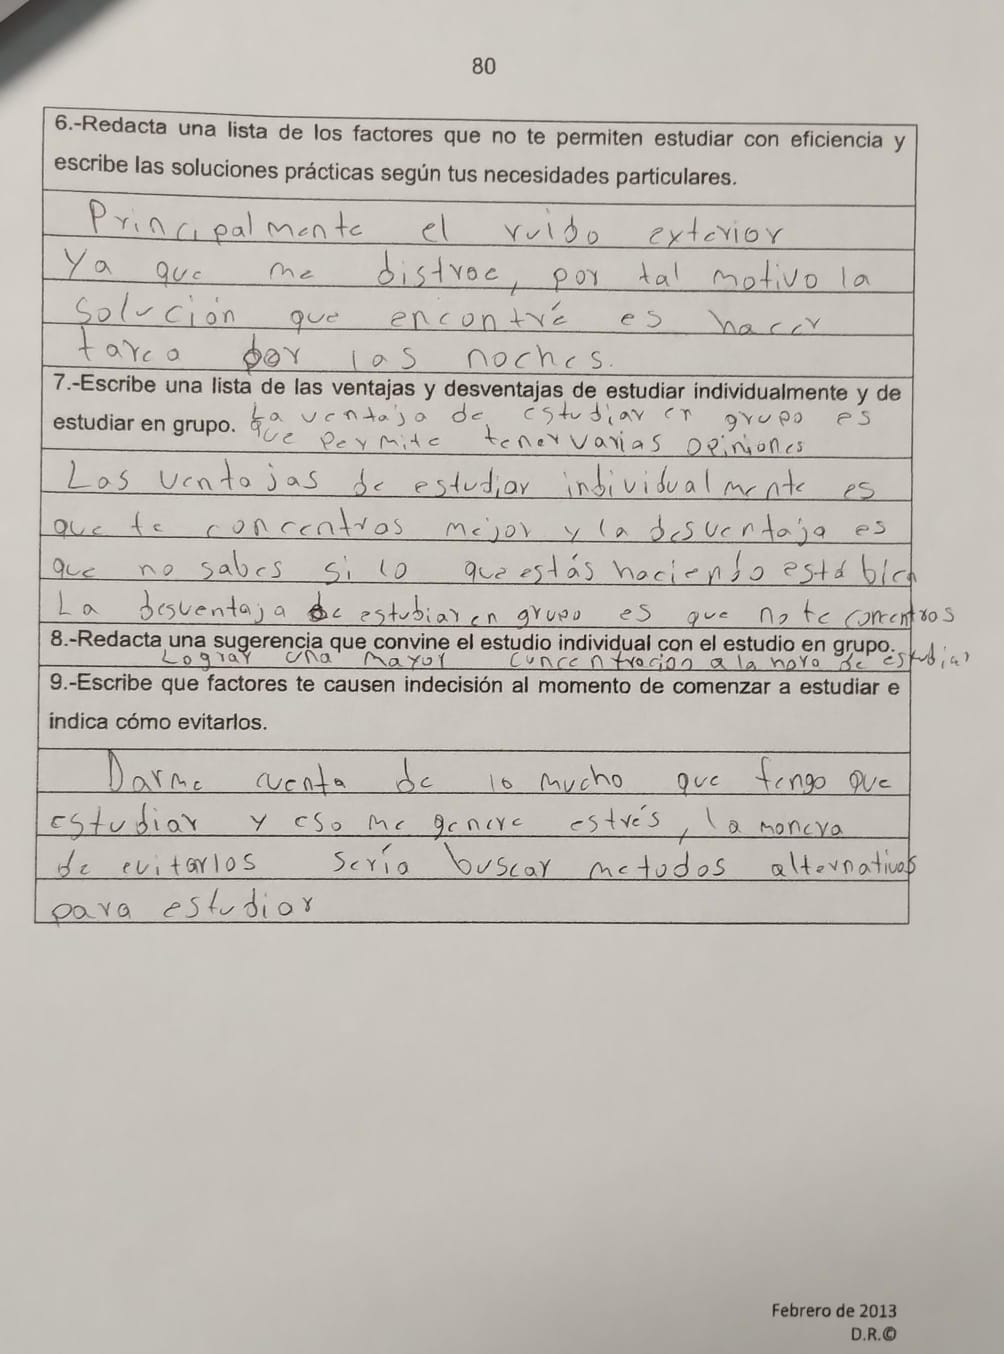 80
6.-Redacta una lista de los factores que no te permiten estudiar con eficiencia y
escribe las soluciones prácticas según tus necesidades particulares.
Principalmente el ruido exterior
Ya que me distrae, por tal motivo la
solución que encontré es hacer
tarea por las noches.
7.-Escribe una lista de las ventajas y desventajas de estudiar individualmente y de
estudiar en grupo. La ventaja de estudiar en grupo es
que permite tener varias opiniones
Las ventajas de estudiar individualmente es
que te concentras mejor y la desventaja es
que no sabes si lo que estás haciendo está bien
La desventaja de estudiar en grupo es que no te concentras
8.-Redacta una sugerencia que convine el estudio individual con el estudio en grupo.
Lograr una mayor concentración a la hora de estudiar
9.-Escribe que factores te causen indecisión al momento de comenzar a estudiar e
indica cómo evitarlos.
Darme cuenta de lo mucho que tengo que
estudiar y eso me genere estrés, la manera
de evitarlos sería buscar metodos alternativos
para estudiar
Febrero de 2013
D.R.©